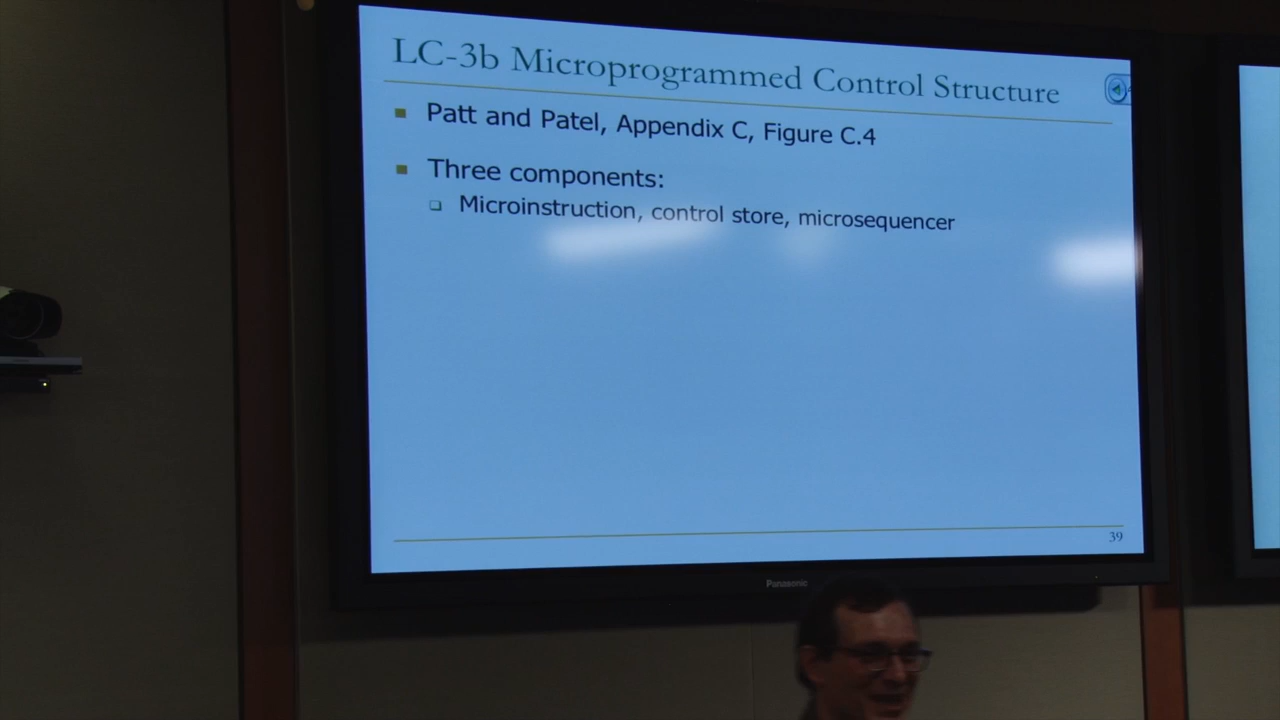 LC-3b Microprogrammed Control Structure
Patt and Patel, Appendix C, Figure C.4
Three components:
Microinstruction, control store, microsequencer
39
Panasonic